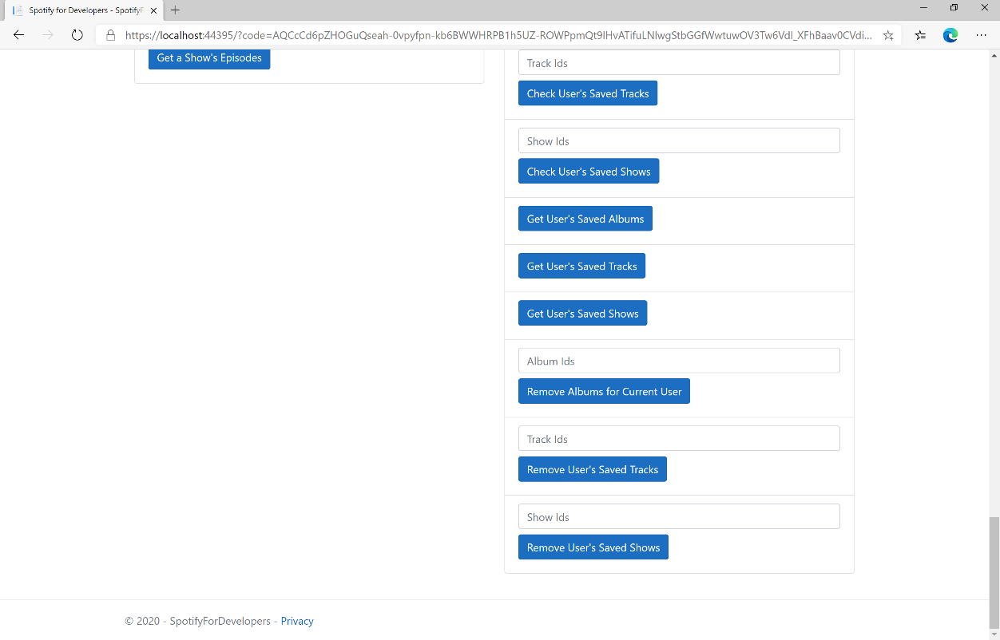 Spotify for Developers - SpotifyF
https://localhost:44395/?code=AQCcCd6pZHOGuQseah-0vpyfpn-kb6BWWHRPB1h5UZ-ROWPpmQt9lHvATifuLNlwgStbGGfWwtuwOV3Tw6Vdl_XFhBaav0CVdi...
Get a Show's Episodes
Track Ids
Check User's Saved Tracks
Show Ids
Check User's Saved Shows
Get User's Saved Albums
Get User's Saved Tracks
Get User's Saved Shows
Album Ids
Remove Albums for Current User
Track Ids
Remove User's Saved Tracks
Show Ids
Remove User's Saved Shows
© 2020 - SpotifyForDevelopers - Privacy